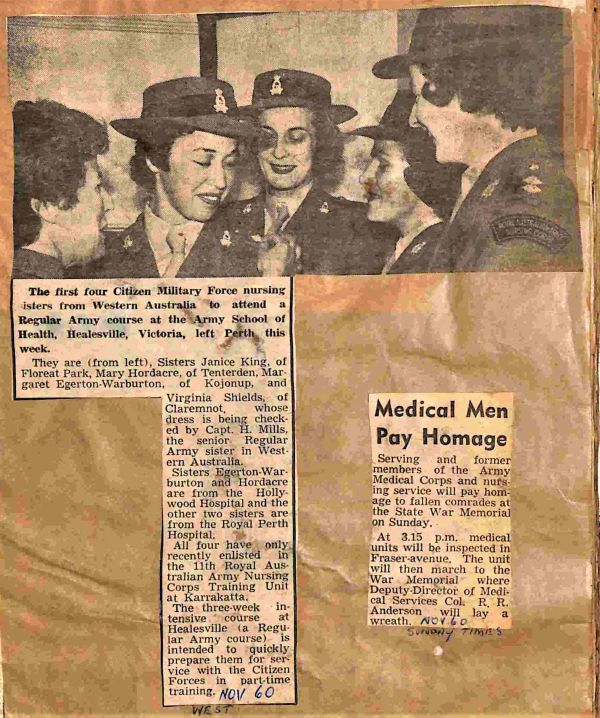 ROYAL AUSTRALIAN ARMY
NURSING CORPS
The first four Citizen Military Force nursing
isters from Western Australia to attend a
Regular Army course at the Army School of
Health, Healesville, Victoria, left Perth this
week.
They are (from left), Sisters Janice King, of
Floreat Park, Mary Hordacre, of Tenterden, Mar-
garet Egerton-Warburton, of Kojonup, and
Virginia Shields, of
Claremnot, whose
dress is being check-
ed by Capt. H. Mills,
the senior Regular
Army sister in West-
ern Australia.
Sisters Egerton-War-
burton and Hordacre
are from the Holly-
wood Hospital and the
other two sisters are
from the Royal Perth
Hospital.
All four have only
recently enlisted in
the 11th Royal Aus-
tralian Army Nursing
Corps Training Unit
at Karrakatta.
The three-week in-
tensive course at
Healesville (a Regu-
lar Army course) is
intended to quickly
prepare them for ser-
vice with the Citizen
Forces in part-time
training. NOV 60
WEST
Medical Men
Pay Homage
Serving and former
members of the Army
Medical Corps and nurs-
ing service will pay hom-
age to fallen comrades at
the State War Memorial
on Sunday.
At 3.15 p.m. medical
units will be inspected in
Fraser-avenue. The unit
will then march to the
War Memorial where
Deputy-Director of Medi-
cal Services Col. R. R.
Anderson will lay a
wreath. NOV 60
SUNDAY TIMES